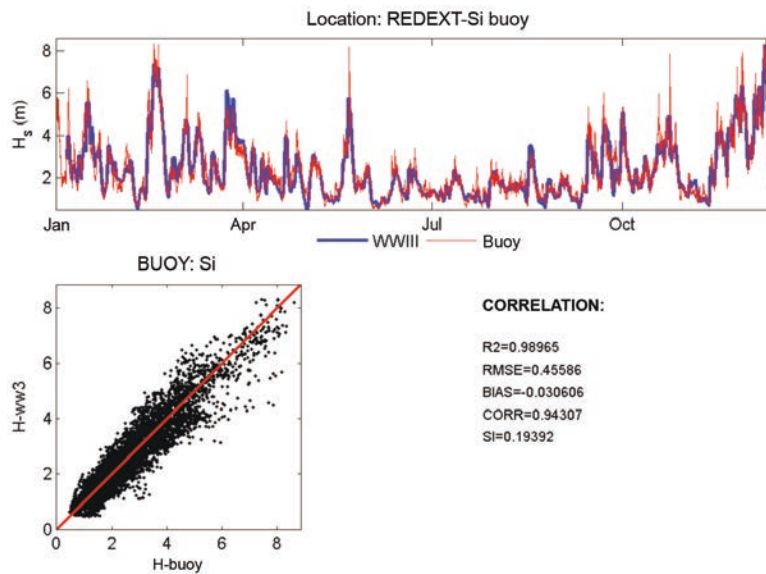 Location: REDEXT-Si buoy
Hs (m)
8
6
4
2
Jan
Apr
Jul
Oct
WWIII
Buoy
BUOY: Si
H-ww3
8
6
4
2
0
0
2
4
6
8
H-buoy
CORRELATION:
R2=0.98965
RMSE=0.45586
BIAS=-0.030606
CORR=0.94307
SI=0.19392